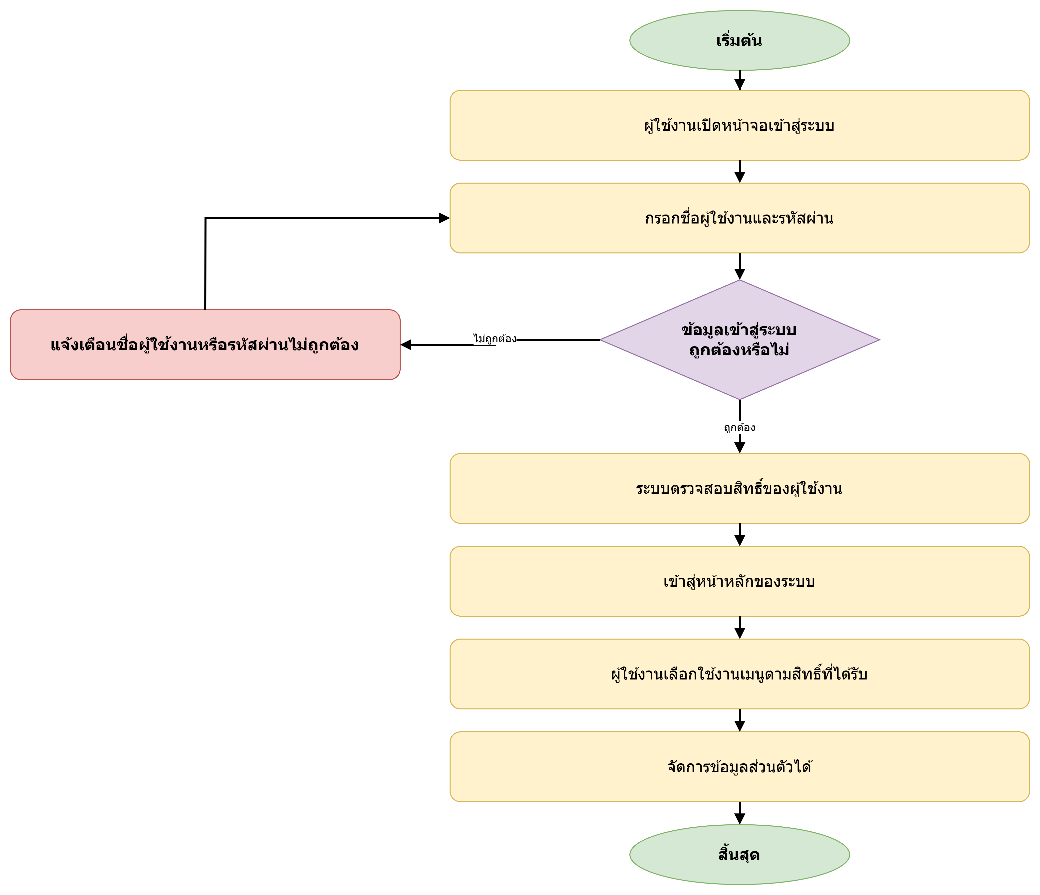 เริ่มต้น
ผู้ใช้งานเปิดหน้าจอเข้าสู่ระบบ
กรอกชื่อผู้ใช้งานและรหัสผ่าน
ข้อมูลเข้าสู่ระบบ
ถูกต้องหรือไม่
ไม่ถูกต้อง
แจ้งเตือนชื่อผู้ใช้งานหรือรหัสผ่านไม่ถูกต้อง
ถูกต้อง
ระบบตรวจสอบสิทธิ์ของผู้ใช้งาน
เข้าสู่หน้าหลักของระบบ
ผู้ใช้งานเลือกใช้งานเมนูตามสิทธิ์ที่ได้รับ
จัดการข้อมูลส่วนตัวได้
สิ้นสุด